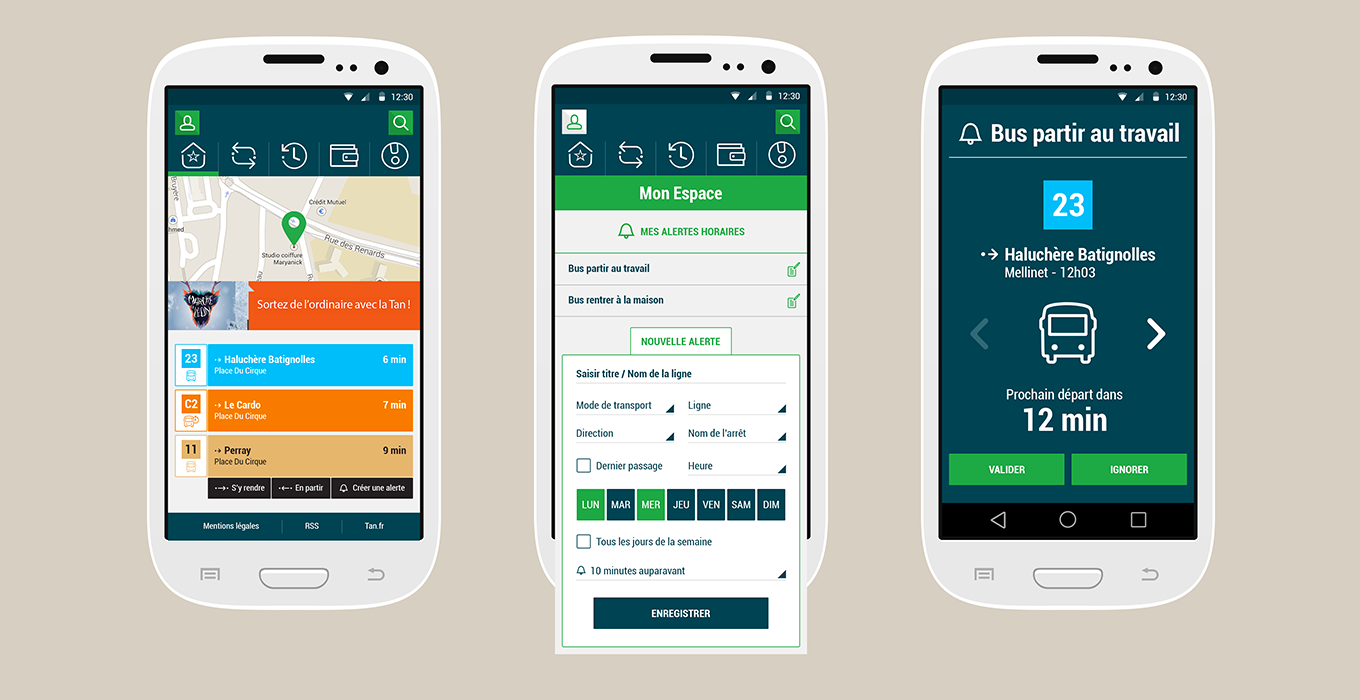 12:30
Bruyère
Crédit Mutuel
Rue des Renards
Studio coiffure
Maryanick
Sortez de l'ordinaire avec la Tan !
23
Haluchère Batignolles
6 min
Place Du Cirque
C2
Le Cardo
7 min
Place Du Cirque
11
Perray
9 min
Place Du Cirque
S'y rendre
En partir
Créer une alerte
Mentions légales
RSS
Tan.fr
12:30
Mon Espace
MES ALERTES HORAIRES
Bus partir au travail
Bus rentrer à la maison
NOUVELLE ALERTE
Saisir titre / Nom de la ligne
Mode de transport
Ligne
Direction
Nom de l'arrêt
Dernier passage
Heure
LUN MAR MER JEU VEN SAM DIM
Tous les jours de la semaine
10 minutes auparavant
ENREGISTRER
12:30
Bus partir au travail
23
Haluchère Batignolles
Mellinet - 12h03
Prochain départ dans
12 min
VALIDER
IGNORER